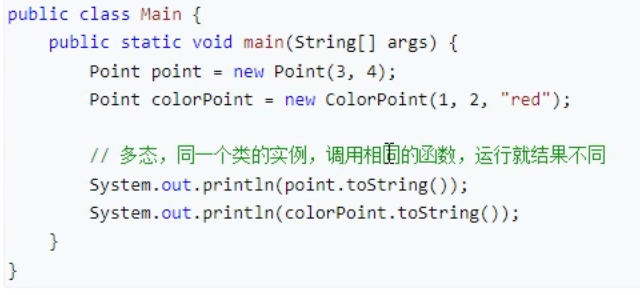 public class Main {
public static void main(String[] args) {
Point point = new Point(3, 4);
Point colorPoint = new ColorPoint(1, 2, "red");
// 多态，同一个类的实例，调用相同的函数，运行就结果不同
System.out.println(point.toString());
System.out.println(colorPoint.toString());
}
}